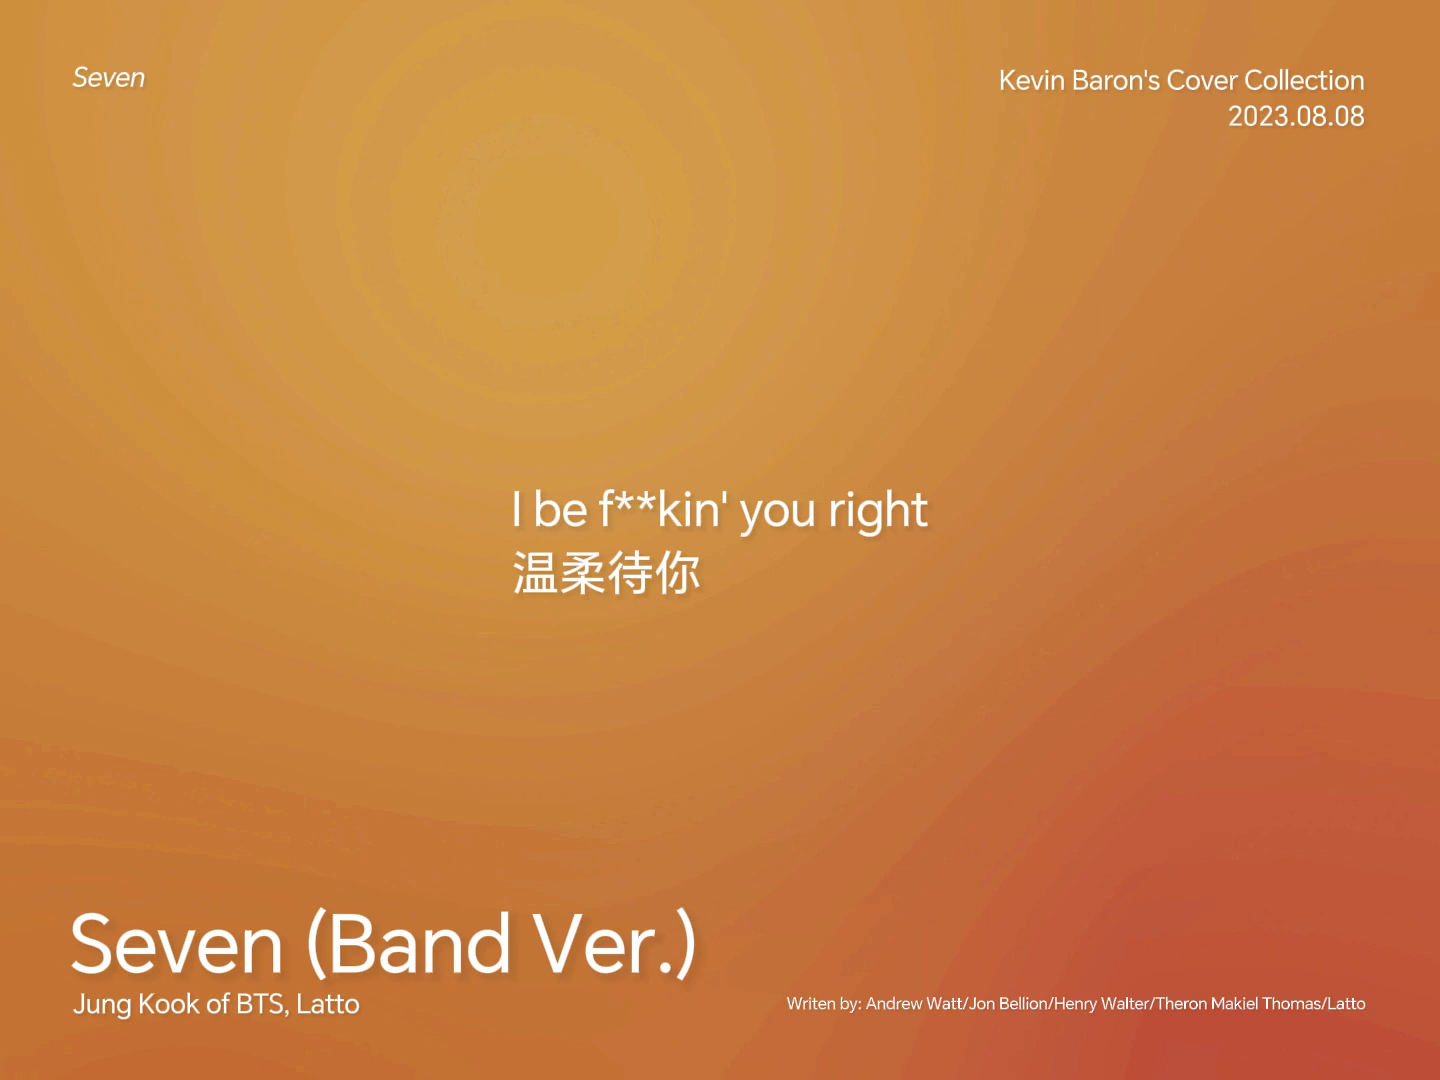 Seven
Kevin Baron's Cover Collection
2023.08.08
I be f**kin' you right
温柔待你
Seven (Band Ver.)
Jung Kook of BTS, Latto
Writen by: Andrew Watt/Jon Bellion/Henry Walter/Theron Makiel Thomas/Latto